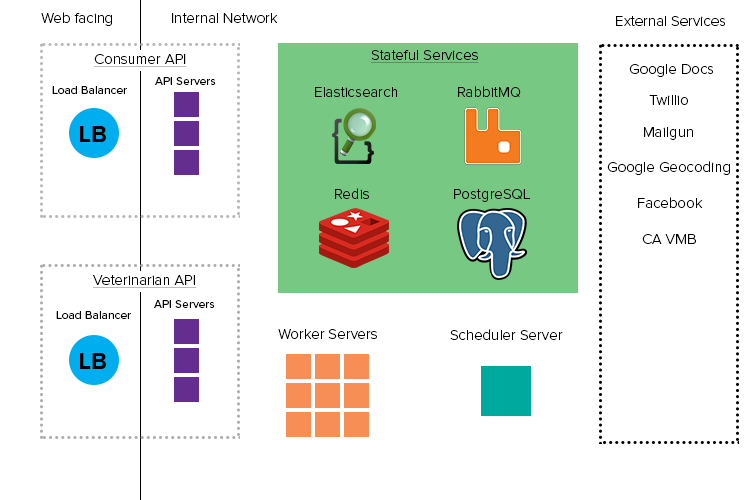 Web facing
Internal Network
External Services
Consumer API
Load Balancer
API Servers
LB
Stateful Services
Elasticsearch
RabbitMQ
Redis
PostgreSQL
Google Docs
Twillio
Mailgun
Google Geocoding
Facebook
CA VMB
Veterinarian API
Load Balancer
API Servers
LB
Worker Servers
Scheduler Server